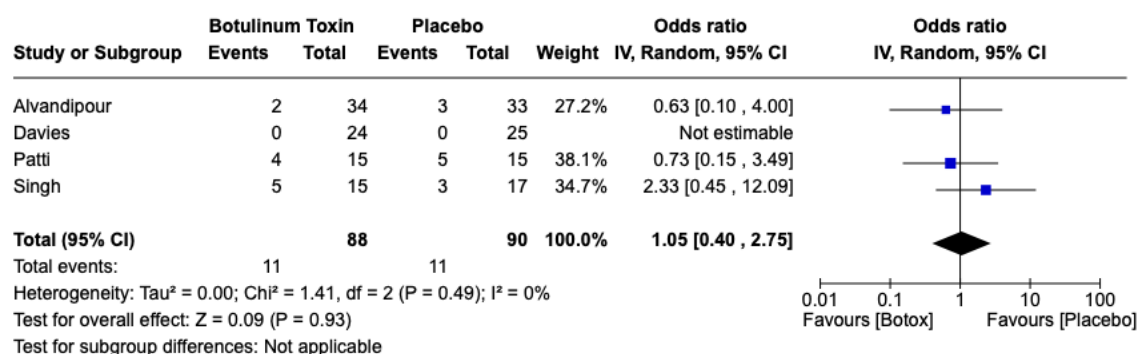 Botulinum Toxin Placebo Odds ratio Odds ratio
Study or Subgroup Events Total Events Total Weight IV, Random, 95% CI IV, Random, 95% CI
Alvandipour 2 34 3 33 27.2% 0.63 [0.10 , 4.00]
Davies 0 24 0 25 Not estimable
Patti 4 15 5 15 38.1% 0.73 [0.15 , 3.49]
Singh 5 15 3 17 34.7% 2.33 [0.45 , 12.09]
Total (95% CI) 88 90 100.0% 1.05 [0.40 , 2.75]
Total events: 11 11
Heterogeneity: Tau² = 0.00; Chi² = 1.41, df = 2 (P = 0.49); I² = 0%
0.01 0.1 1 10 100
Test for overall effect: Z = 0.09 (P = 0.93)
Favours [Botox] Favours [Placebo]
Test for subgroup differences: Not applicable